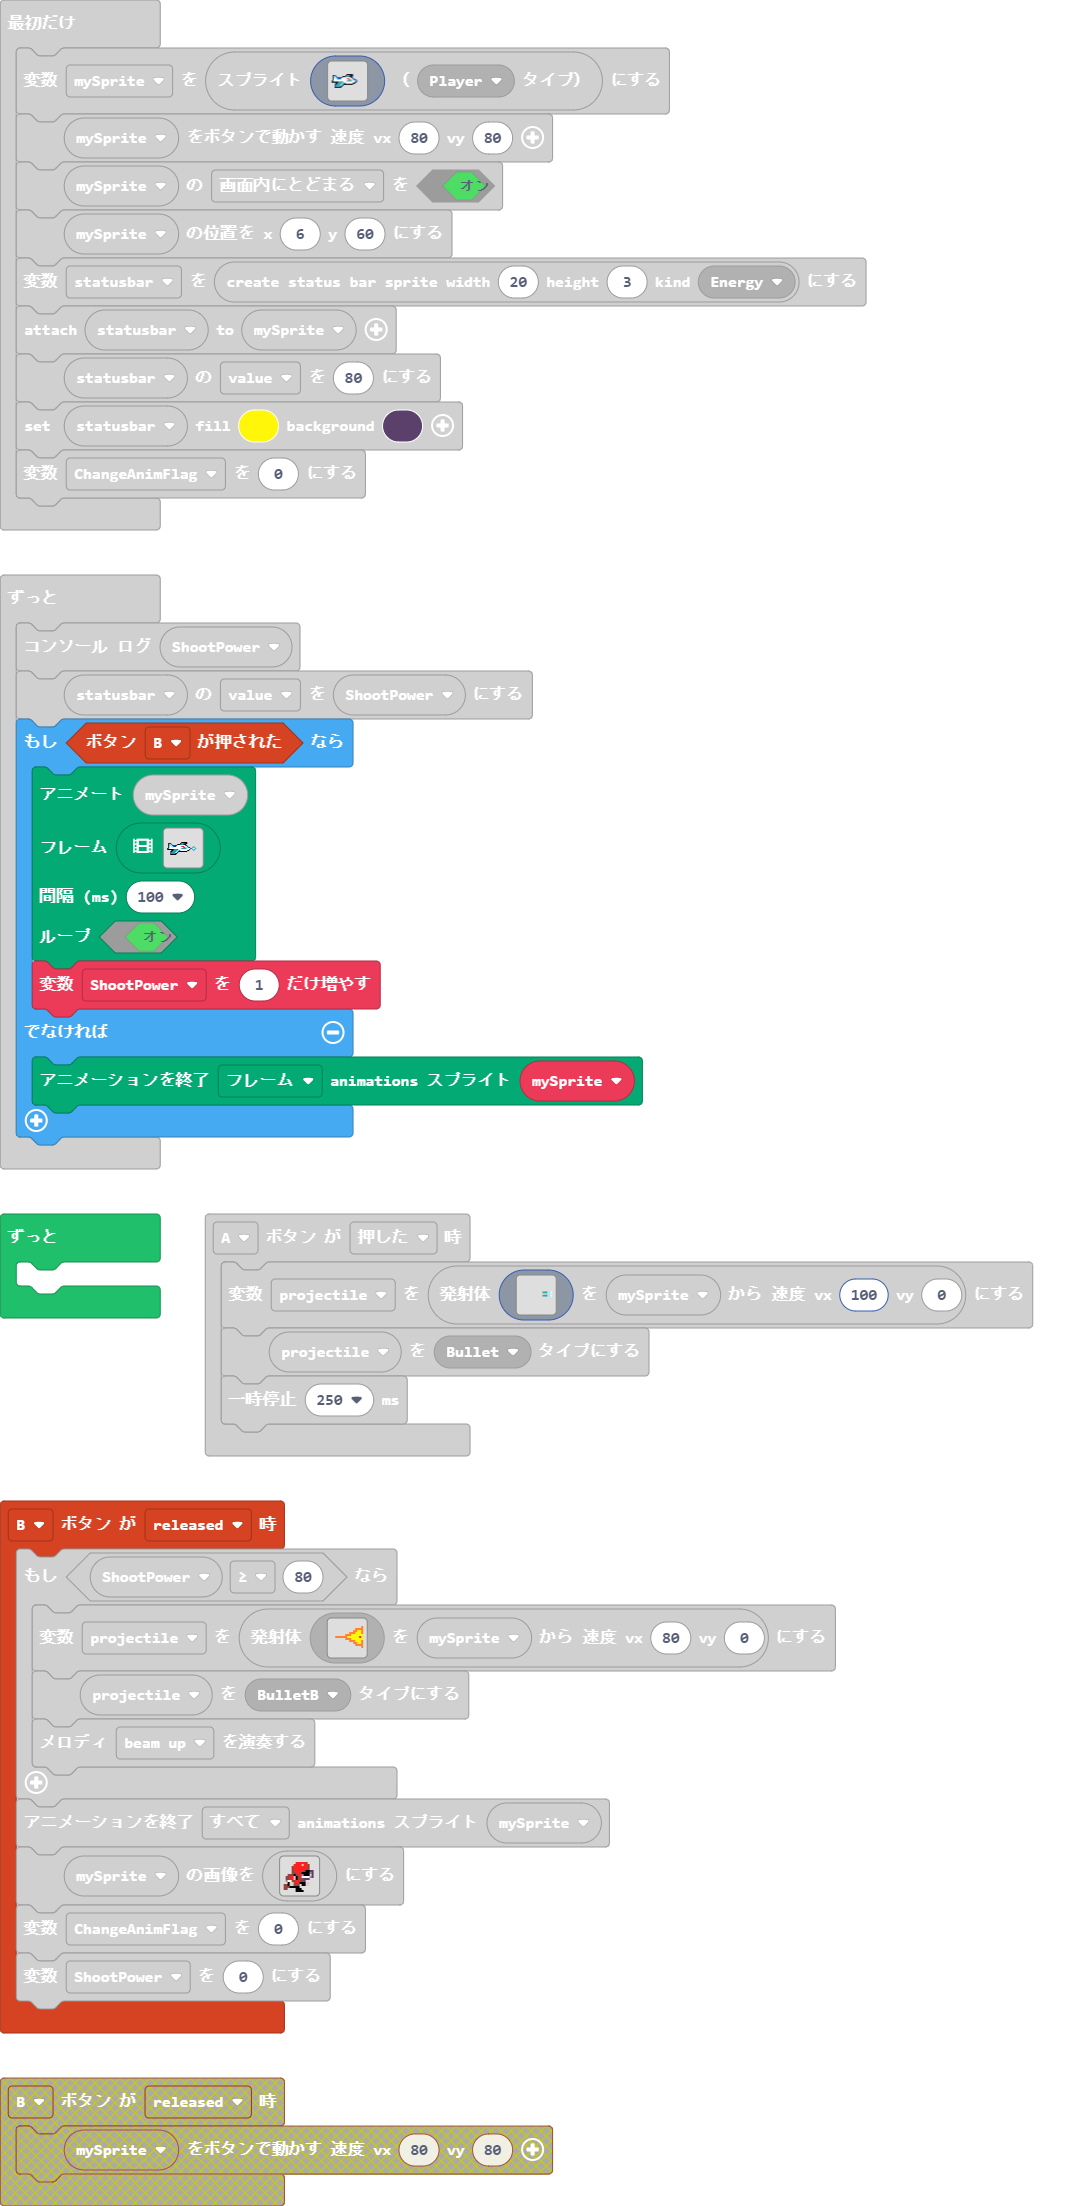 最初だけ
変数 mySprite を スプライト ( Player タイプ) にする
mySprite をボタンで動かす 速度 vx 80 vy 80
mySprite の 画面内にとどまる を オン
mySprite の位置を x 6 y 60 にする
変数 statusbar を create status bar sprite width 20 height 3 kind Energy にする
attach statusbar to mySprite
statusbar の value を 80 にする
set statusbar fill background
変数 ChangeAnimFlag を 0 にする
ずっと
コンソール ログ ShootPower
statusbar の value を ShootPower にする
もし ボタン B が押された なら
アニメート mySprite
フレーム
間隔 (ms) 100
ループ オン
変数 ShootPower を 1 だけ増やす
でなければ
アニメーションを終了 フレーム animations スプライト mySprite
ずっと
A ボタン が 押した 時
変数 projectile を 発射体 を mySprite から 速度 vx 100 vy 0 にする
projectile を Bullet タイプにする
一時停止 250 ms
B ボタン が released 時
もし ShootPower ≥ 80 なら
変数 projectile を 発射体 を mySprite から 速度 vx 80 vy 0 にする
projectile を BulletB タイプにする
メロディ beam up を演奏する
アニメーションを終了 すべて animations スプライト mySprite
mySprite の画像を にする
変数 ChangeAnimFlag を 0 にする
変数 ShootPower を 0 にする
B ボタン が released 時
mySprite をボタンで動かす 速度 vx 80 vy 80